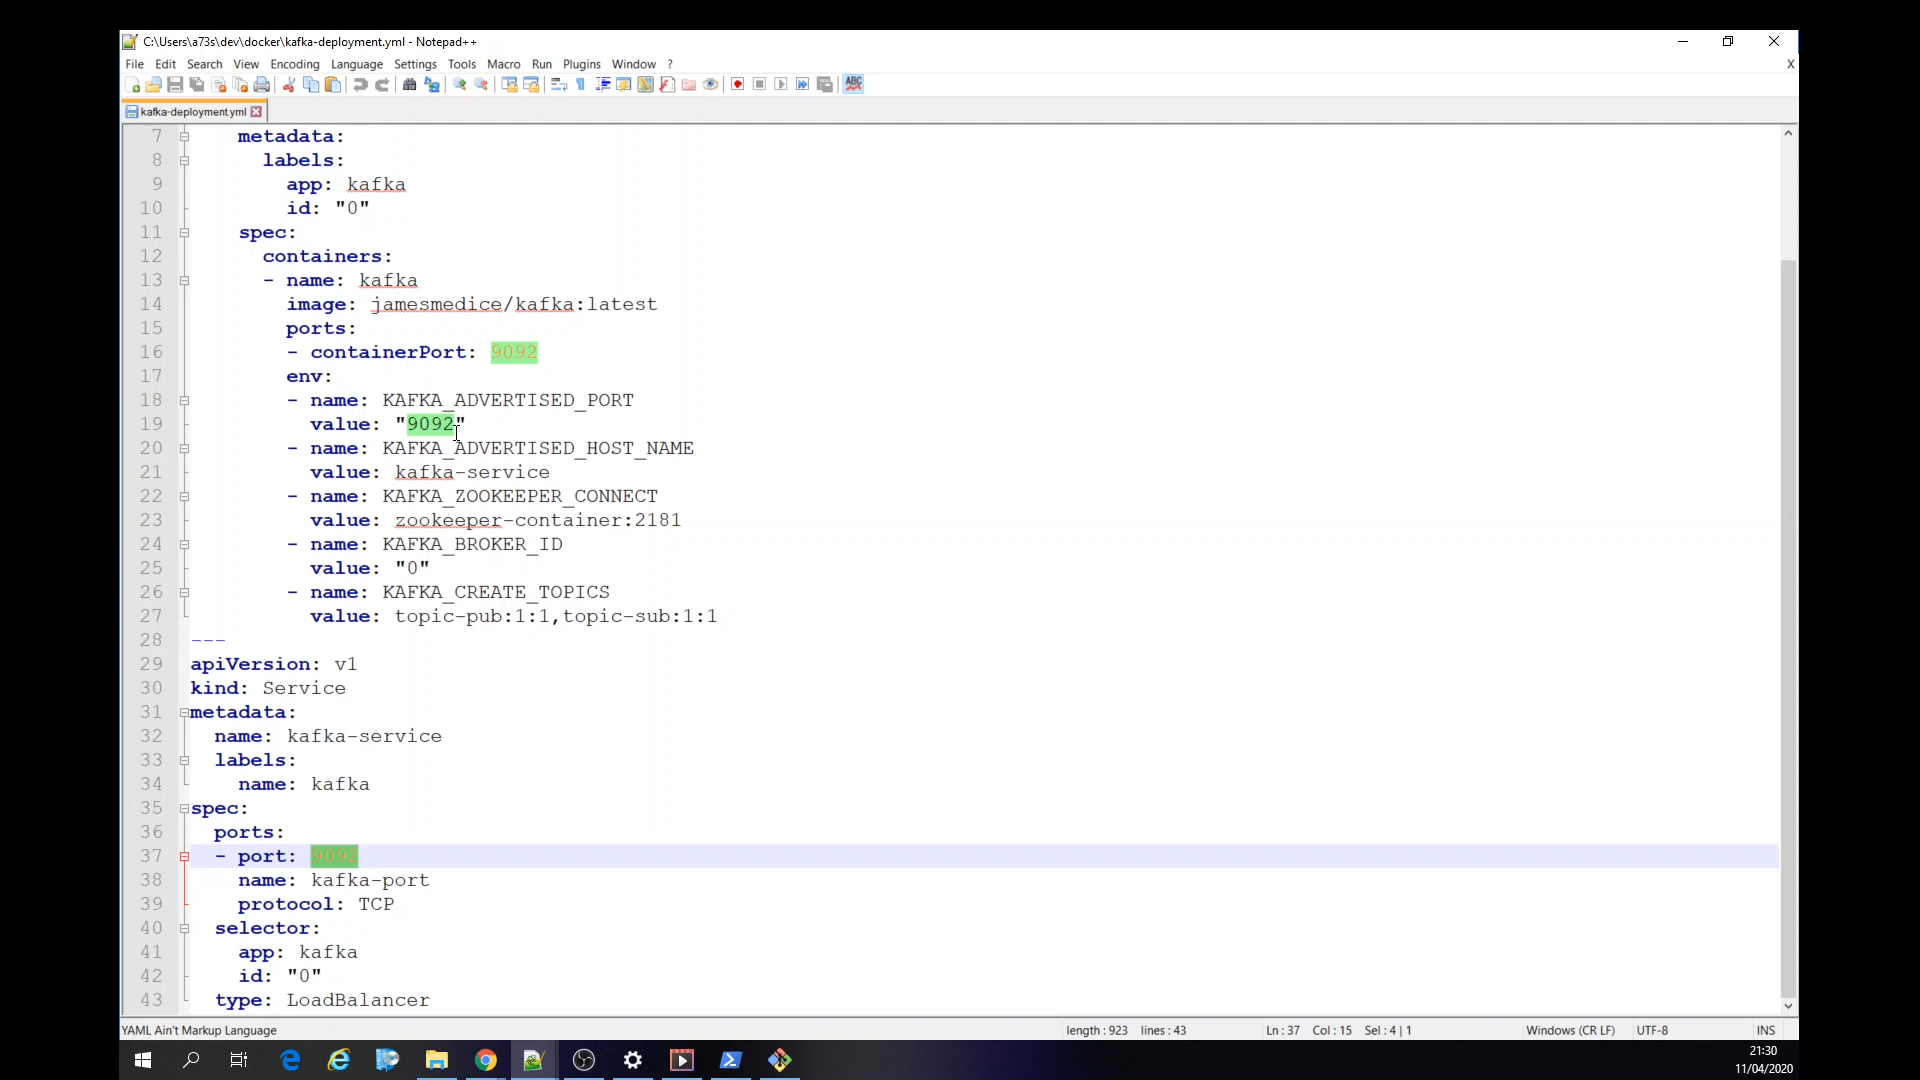 C:\Users\a73s\dev\docker\kafka-deployment.yml - Notepad++
File Edit Search View Encoding Language Settings Tools Macro Run Plugins Window ? X
ABC
kafka-deployment.yml
7 metadata:
8 labels:
9 app: kafka
10 id: "0"
11 spec:
12 containers:
13 - name: kafka
14 image: jamesmedice/kafka:latest
15 ports:
16 - containerPort: 9092
17 env:
18 - name: KAFKA_ADVERTISED_PORT
19 value: "9092"
20 - name: KAFKA_ADVERTISED_HOST_NAME
21 value: kafka-service
22 - name: KAFKA_ZOOKEEPER_CONNECT
23 value: zookeeper-container:2181
24 - name: KAFKA_BROKER_ID
25 value: "0"
26 - name: KAFKA_CREATE_TOPICS
27 value: topic-pub:1:1,topic-sub:1:1
28 ---
29 apiVersion: v1
30 kind: Service
31 metadata:
32 name: kafka-service
33 labels:
34 name: kafka
35 spec:
36 ports:
37 - port: 9092
38 name: kafka-port
39 protocol: TCP
40 selector:
41 app: kafka
42 id: "0"
43 type: LoadBalancer
YAML Ain't Markup Language length : 923 lines : 43 Ln : 37 Col : 15 Sel : 4 | 1 Windows (CR LF) UTF-8 INS
21:30
11/04/2020